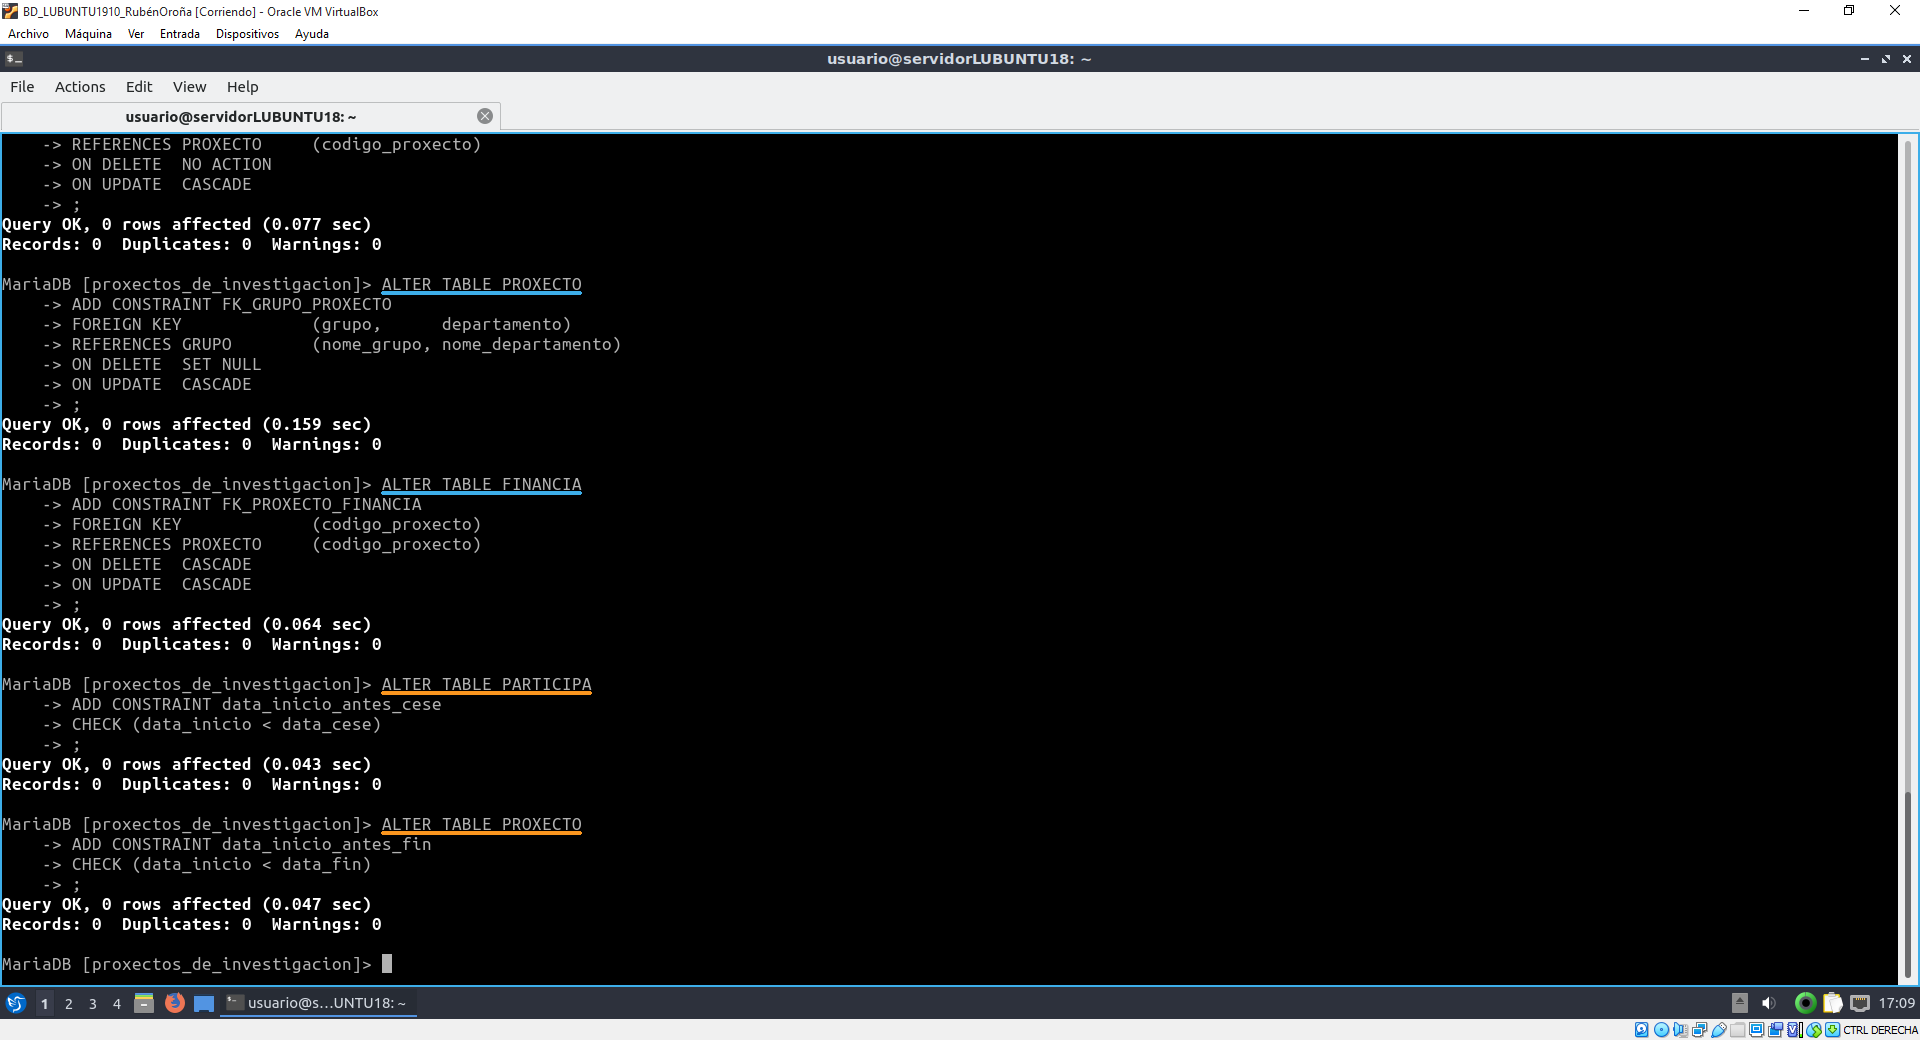 BD_LUBUNTU1910_RubénOroña [Corriendo] - Oracle VM VirtualBox
Archivo Máquina Ver Entrada Dispositivos Ayuda
usuario@servidorLUBUNTU18: ~
File Actions Edit View Help
usuario@servidorLUBUNTU18: ~
    -> REFERENCES PROXECTO     (codigo_proxecto)
    -> ON DELETE  NO ACTION
    -> ON UPDATE  CASCADE
    -> ;
Query OK, 0 rows affected (0.077 sec)
Records: 0  Duplicates: 0  Warnings: 0
MariaDB [proxectos_de_investigacion]> ALTER TABLE PROXECTO
    -> ADD CONSTRAINT FK_GRUPO_PROXECTO
    -> FOREIGN KEY             (grupo,      departamento)
    -> REFERENCES GRUPO        (nome_grupo, nome_departamento)
    -> ON DELETE  SET NULL
    -> ON UPDATE  CASCADE
    -> ;
Query OK, 0 rows affected (0.159 sec)
Records: 0  Duplicates: 0  Warnings: 0
MariaDB [proxectos_de_investigacion]> ALTER TABLE FINANCIA
    -> ADD CONSTRAINT FK_PROXECTO_FINANCIA
    -> FOREIGN KEY             (codigo_proxecto)
    -> REFERENCES PROXECTO     (codigo_proxecto)
    -> ON DELETE  CASCADE
    -> ON UPDATE  CASCADE
    -> ;
Query OK, 0 rows affected (0.064 sec)
Records: 0  Duplicates: 0  Warnings: 0
MariaDB [proxectos_de_investigacion]> ALTER TABLE PARTICIPA
    -> ADD CONSTRAINT data_inicio_antes_cese
    -> CHECK (data_inicio < data_cese)
    -> ;
Query OK, 0 rows affected (0.043 sec)
Records: 0  Duplicates: 0  Warnings: 0
MariaDB [proxectos_de_investigacion]> ALTER TABLE PROXECTO
    -> ADD CONSTRAINT data_inicio_antes_fin
    -> CHECK (data_inicio < data_fin)
    -> ;
Query OK, 0 rows affected (0.047 sec)
Records: 0  Duplicates: 0  Warnings: 0
MariaDB [proxectos_de_investigacion]>
1 2 3 4 usuario@s...UNTU18: ~ 17:09
CTRL DERECHA